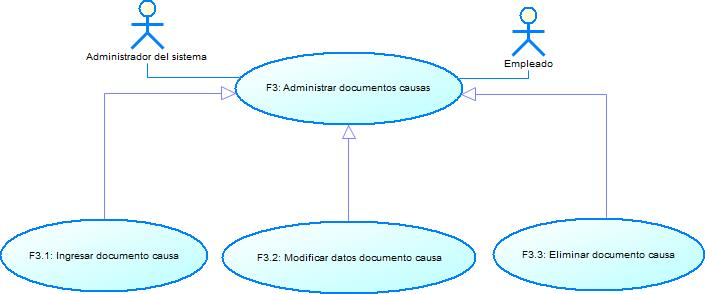 Administrador del sistema
Empleado
F3: Administrar documentos causas
F3.1: Ingresar documento causa
F3.2: Modificar datos documento causa
F3.3: Eliminar documento causa